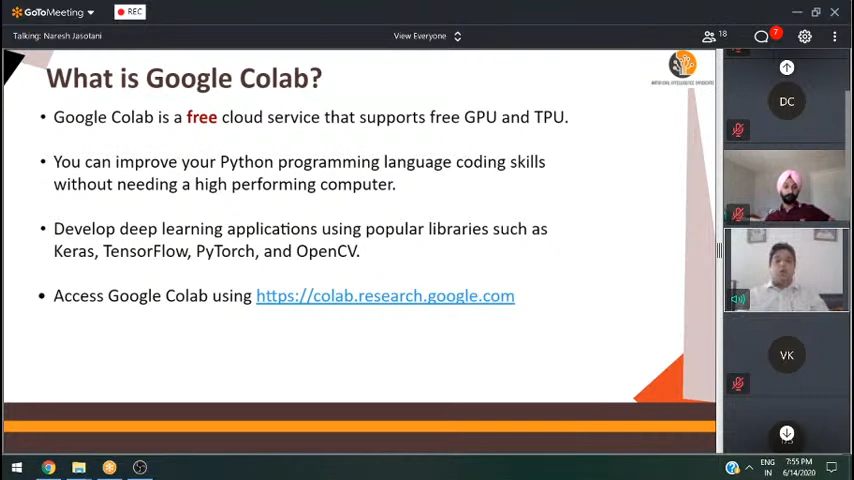 GoToMeeting
REC
Talking: Naresh Jasotani
View Everyone
18
7
What is Google Colab?
ARTIFICIAL INTELLIGENCE SYNDICATE
• Google Colab is a free cloud service that supports free GPU and TPU.
• You can improve your Python programming language coding skills
without needing a high performing computer.
• Develop deep learning applications using popular libraries such as
Keras, TensorFlow, PyTorch, and OpenCV.
• Access Google Colab using https://colab.research.google.com
DC
VK
ENG
IN
7:55 PM
6/14/2020